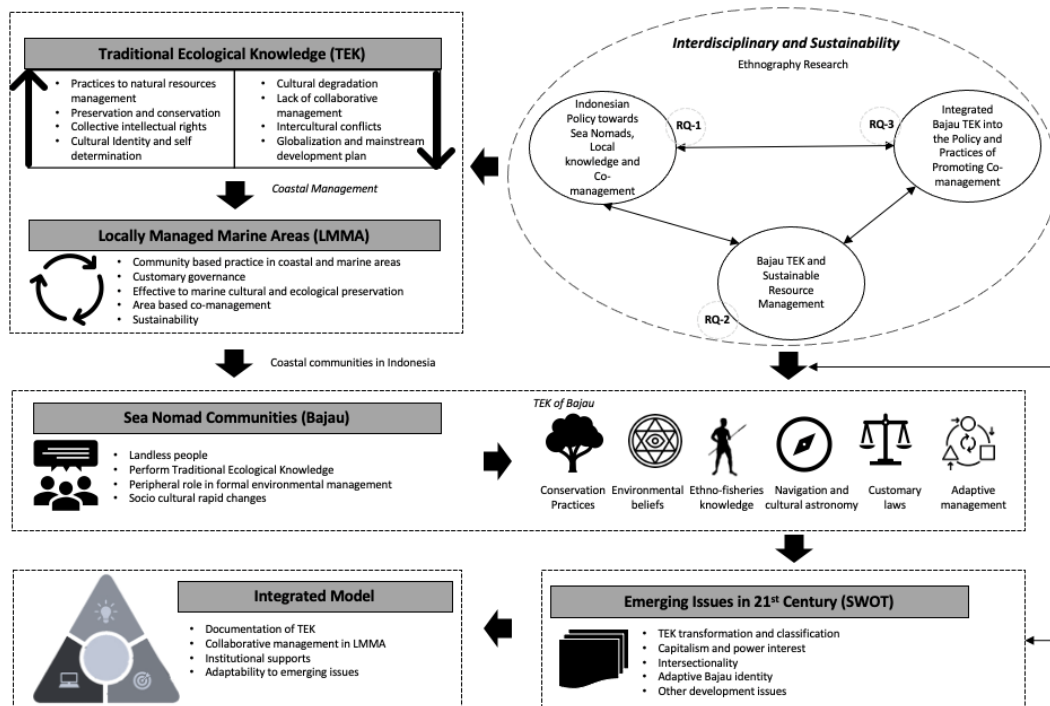 Traditional Ecological Knowledge (TEK)
• Practices to natural resources
management
• Preservation and conservation
• Collective intellectual rights
• Cultural Identity and self
determination
• Cultural degradation
• Lack of collaborative
management
• Intercultural conflicts
• Globalization and mainstream
development plan
Coastal Management
Locally Managed Marine Areas (LMMA)
• Community based practice in coastal and marine areas
• Customary governance
• Effective to marine cultural and ecological preservation
• Area based co-management
• Sustainability
Interdisciplinary and Sustainability
Ethnography Research
Indonesian
Policy towards
Sea Nomads,
Local
knowledge and
Co-
management
RQ-1
RQ-3
Integrated
Bajau TEK into
the Policy and
Practices of
Promoting Co-
management
Bajau TEK and
Sustainable
Resource
Management
RQ-2
Coastal communities in Indonesia
Sea Nomad Communities (Bajau)
• Landless people
• Perform Traditional Ecological Knowledge
• Peripheral role in formal environmental management
• Socio cultural rapid changes
TEK of Bajau
Conservation
Practices
Environmental
beliefs
Ethno-fisheries
knowledge
Navigation and
cultural astronomy
Customary
laws
Adaptive
management
Integrated Model
• Documentation of TEK
• Collaborative management in LMMA
• Institutional supports
• Adaptability to emerging issues
Emerging Issues in 21st Century (SWOT)
• TEK transformation and classification
• Capitalism and power interest
• Intersectionality
• Adaptive Bajau identity
• Other development issues